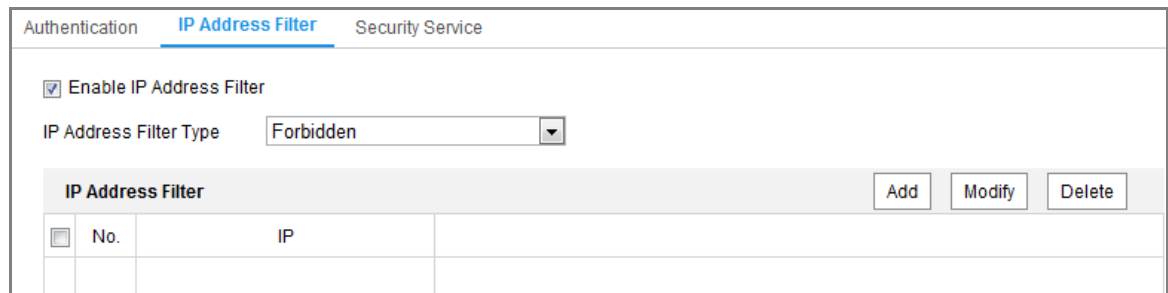 Authentication IP Address Filter Security Service
Enable IP Address Filter
IP Address Filter Type Forbidden
IP Address Filter Add Modify Delete
No. IP